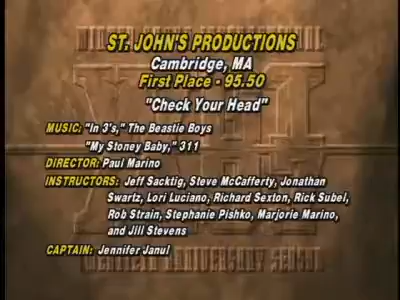 ST. JOHN'S PRODUCTIONS
Cambridge, MA
First Place - 95.50
"Check Your Head"
MUSIC: "In 3's," The Beastie Boys
"My Stoney Baby," 311
DIRECTOR: Paul Marino
INSTRUCTORS: Jeff Sacktig, Steve McCafferty, Jonathan
Swartz, Lori Luciano, Richard Sexton, Rick Subel,
Rob Strain, Stephanie Pishko, Marjorie Marino,
and Jill Stevens
CAPTAIN: Jennifer Janul